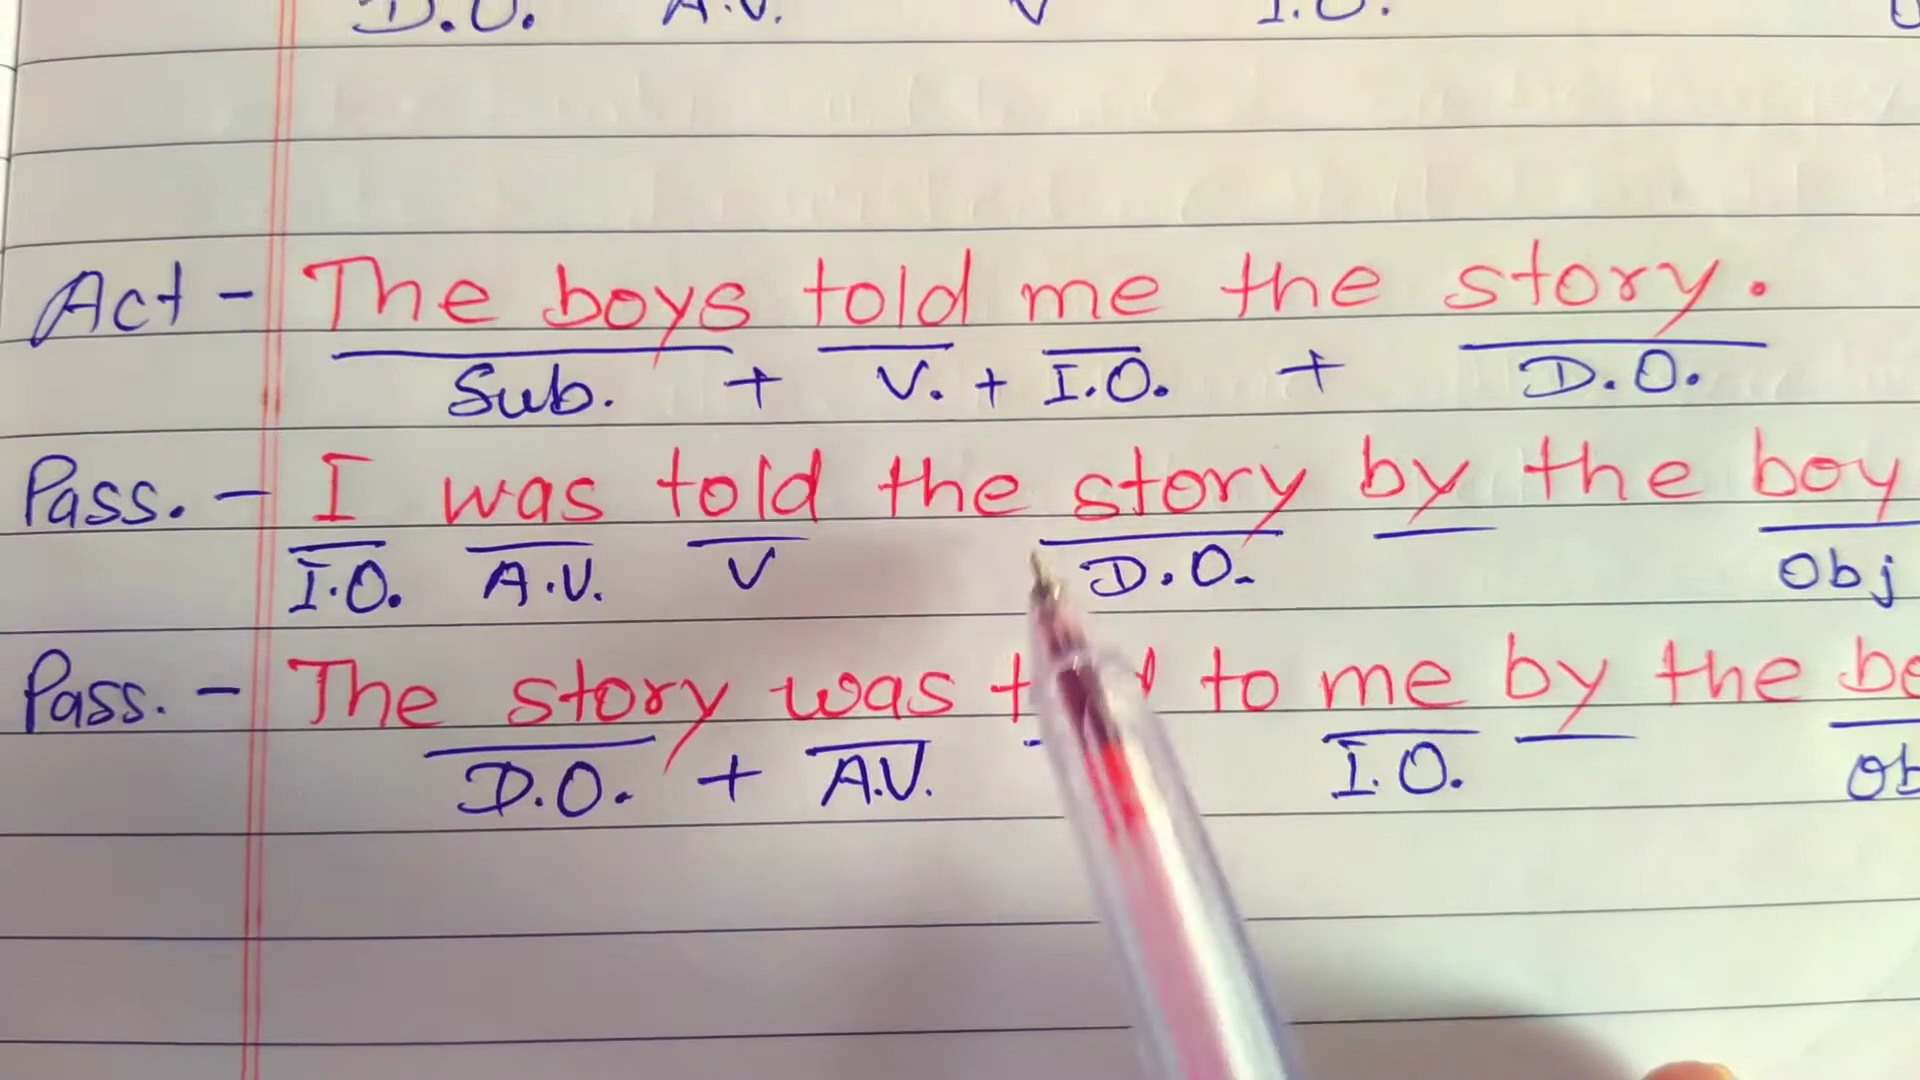 D.O. A.V. V I.O.
Act - The boys told me the story.
Sub. + V. + I.O. + D.O.
Pass. - I was told the story by the boy
I.O. A.V. V D.O. Obj
Pass. - The story was to me by the
D.O. + A.V. I.O.